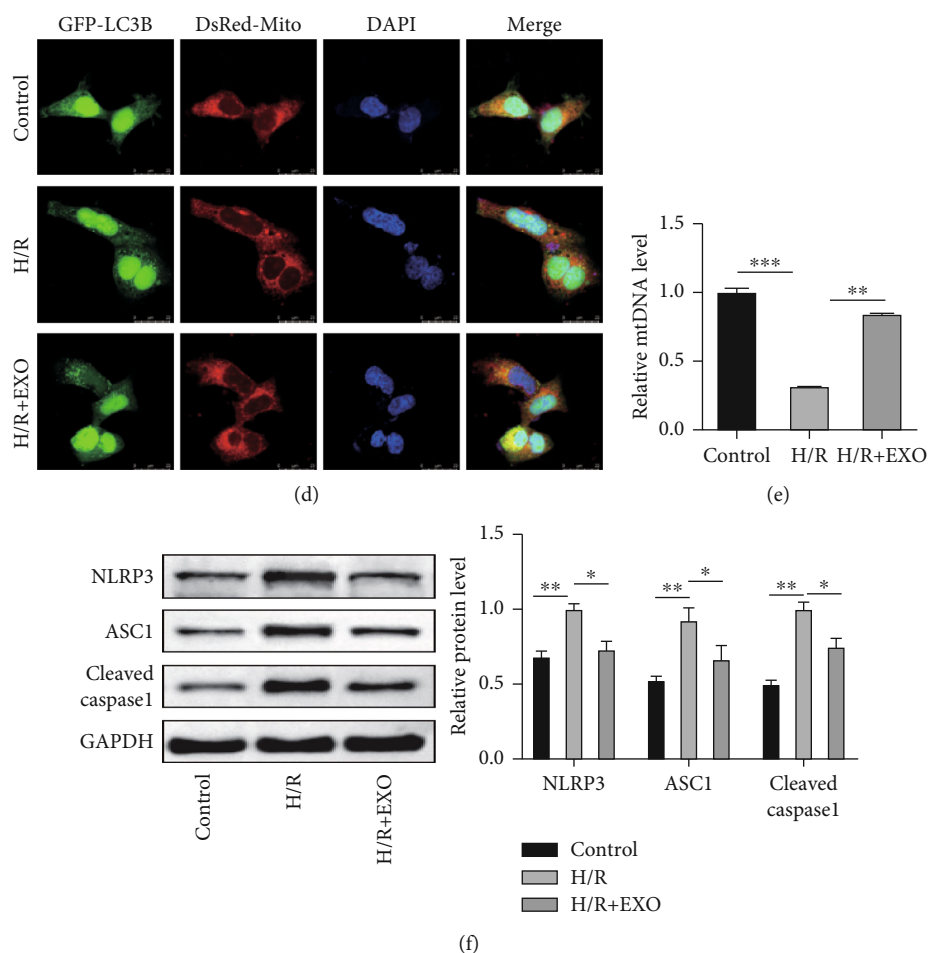 GFP-LC3B DsRed-Mito DAPI Merge
Control
H/R
H/R+EXO
(d)
Relative mtDNA level
1.5
1.0
0.5
0.0
*** **
Control H/R H/R+EXO
(e)
NLRP3
ASC1
Cleaved
caspase1
GAPDH
Control
H/R
H/R+EXO
Relative protein level
1.5
1.0
0.5
0.0
** * ** * ** *
NLRP3 ASC1 Cleaved
caspase1
Control
H/R
H/R+EXO
(f)